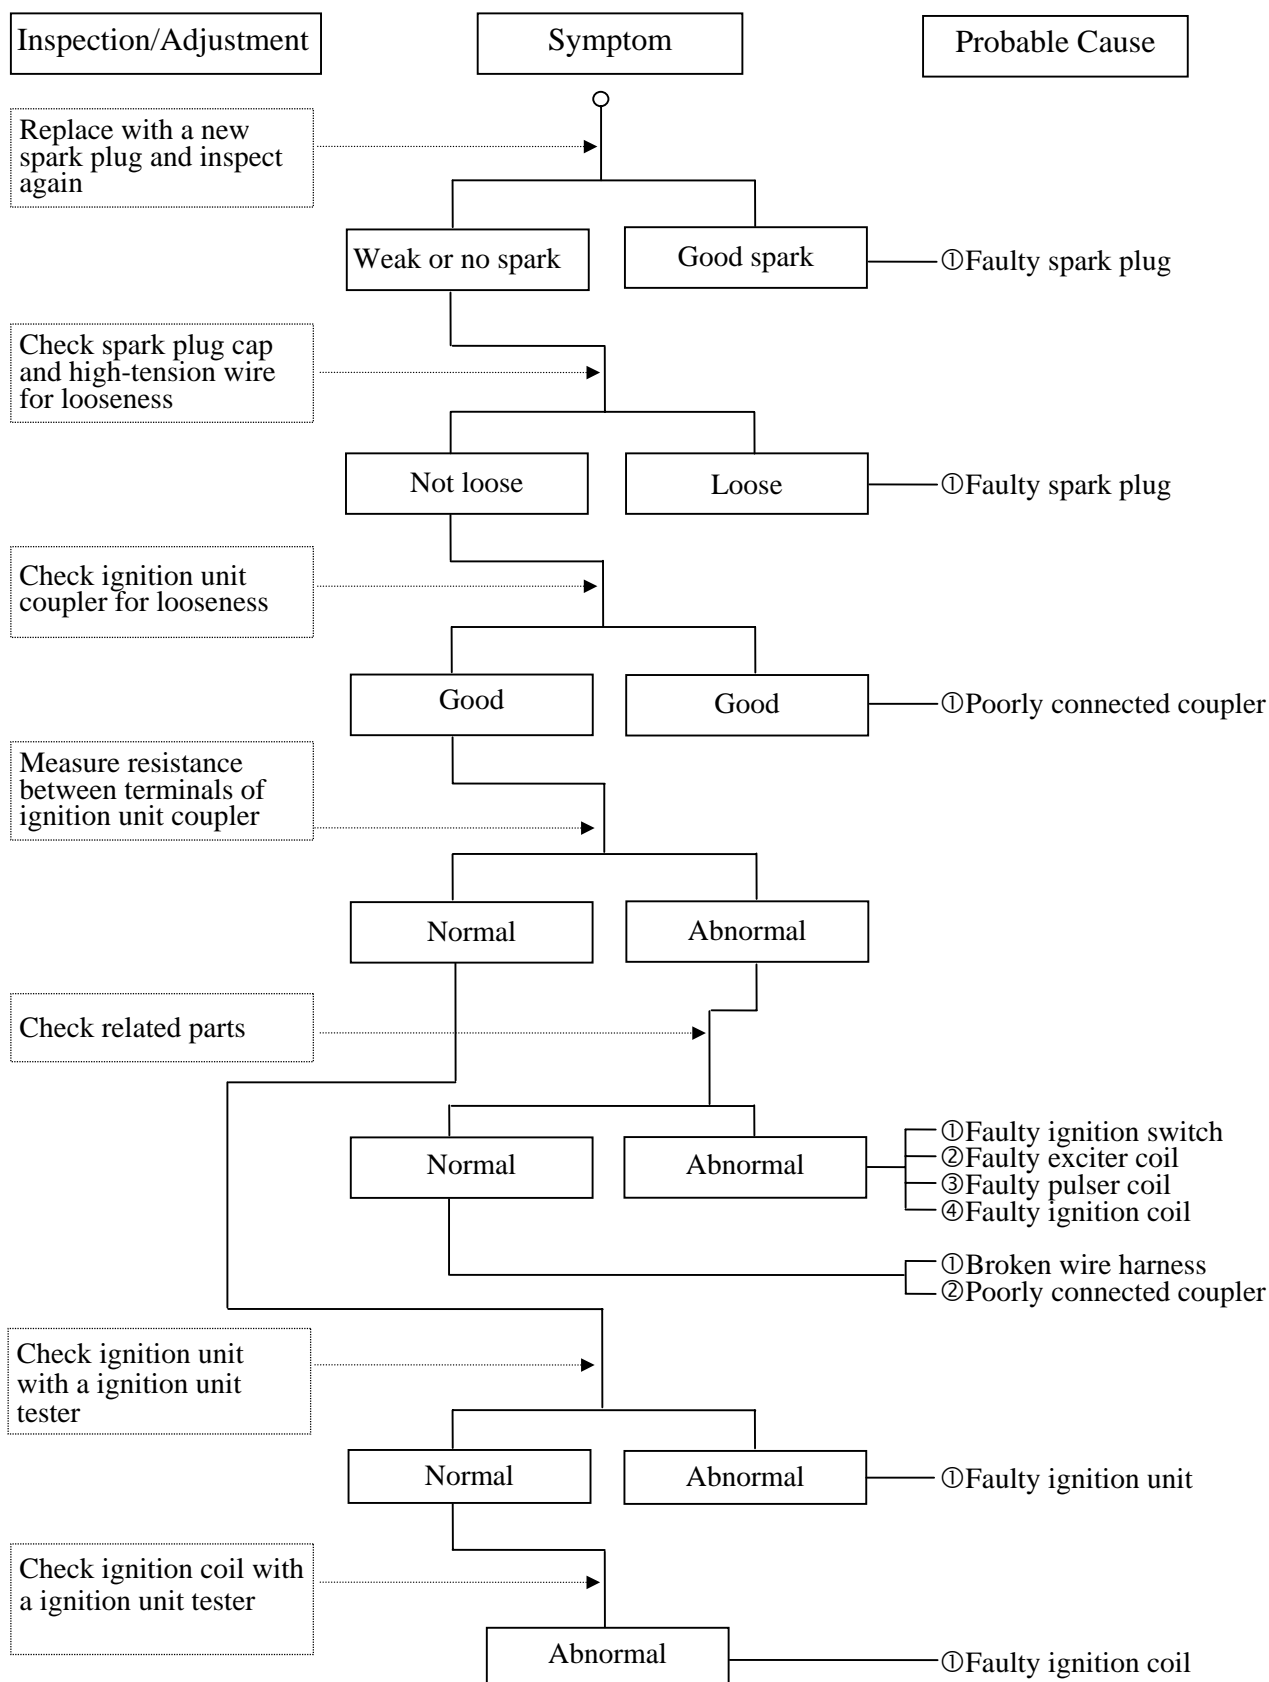 Inspection/Adjustment
Symptom
Probable Cause
Replace with a new
spark plug and inspect
again
Weak or no spark
Good spark
①Faulty spark plug
Check spark plug cap
and high-tension wire
for looseness
Not loose
Loose
①Faulty spark plug
Check ignition unit
coupler for looseness
Good
Good
①Poorly connected coupler
Measure resistance
between terminals of
ignition unit coupler
Normal
Abnormal
Check related parts
Normal
Abnormal
①Faulty ignition switch
②Faulty exciter coil
③Faulty pulser coil
④Faulty ignition coil
①Broken wire harness
②Poorly connected coupler
Check ignition unit
with a ignition unit
tester
Normal
Abnormal
①Faulty ignition unit
Check ignition coil with
a ignition unit tester
Abnormal
①Faulty ignition coil